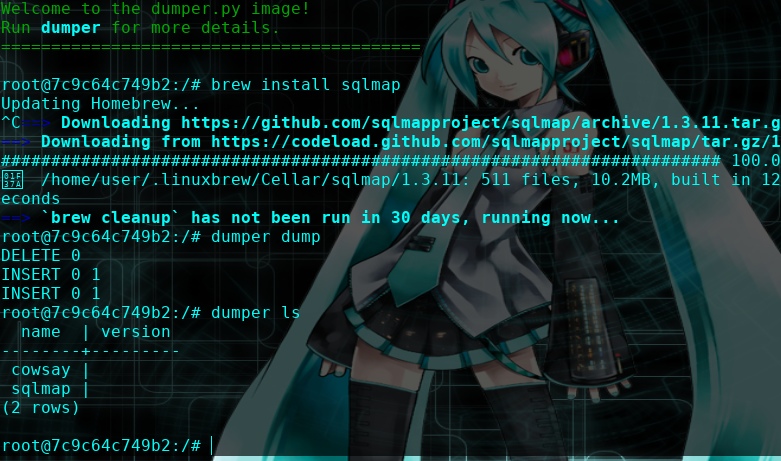 Welcome to the dumper.py image!
Run dumper for more details.
==========================================
root@7c9c64c749b2:/# brew install sqlmap
Updating Homebrew...
^C==> Downloading https://github.com/sqlmapproject/sqlmap/archive/1.3.11.tar.g
==> Downloading from https://codeload.github.com/sqlmapproject/sqlmap/tar.gz/1
######################################################################## 100.0
/home/user/.linuxbrew/Cellar/sqlmap/1.3.11: 511 files, 10.2MB, built in 12
econds
==> `brew cleanup` has not been run in 30 days, running now...
root@7c9c64c749b2:/# dumper dump
DELETE 0
INSERT 0 1
INSERT 0 1
root@7c9c64c749b2:/# dumper ls
  name  | version
--------+---------
 cowsay |
 sqlmap |
(2 rows)
root@7c9c64c749b2:/#